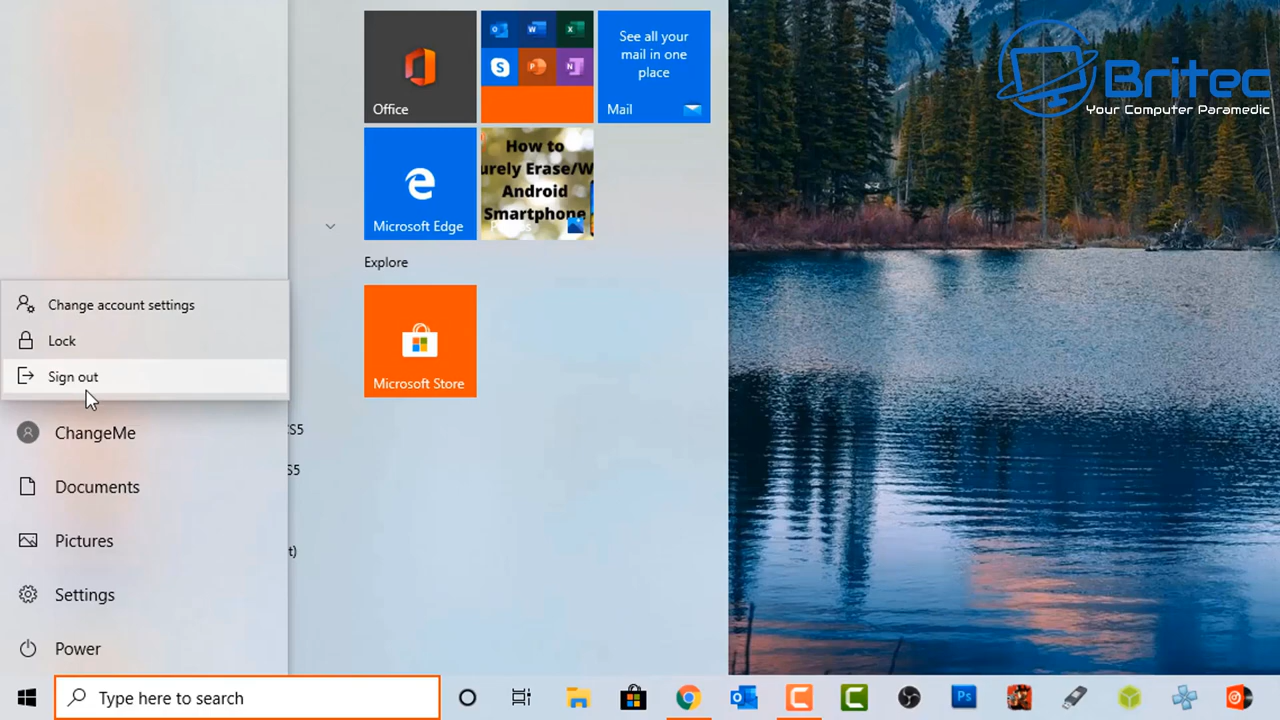 Britec
Your Computer Paramedic
See all your
mail in one
place
Office
Mail
How to
urely Erase/W
Android
Smartphone
Microsoft Edge
Explore
Microsoft Store
Change account settings
Lock
Sign out
ChangeMe
Documents
Pictures
Settings
Power
CS5
S5
t)
Type here to search
Ps